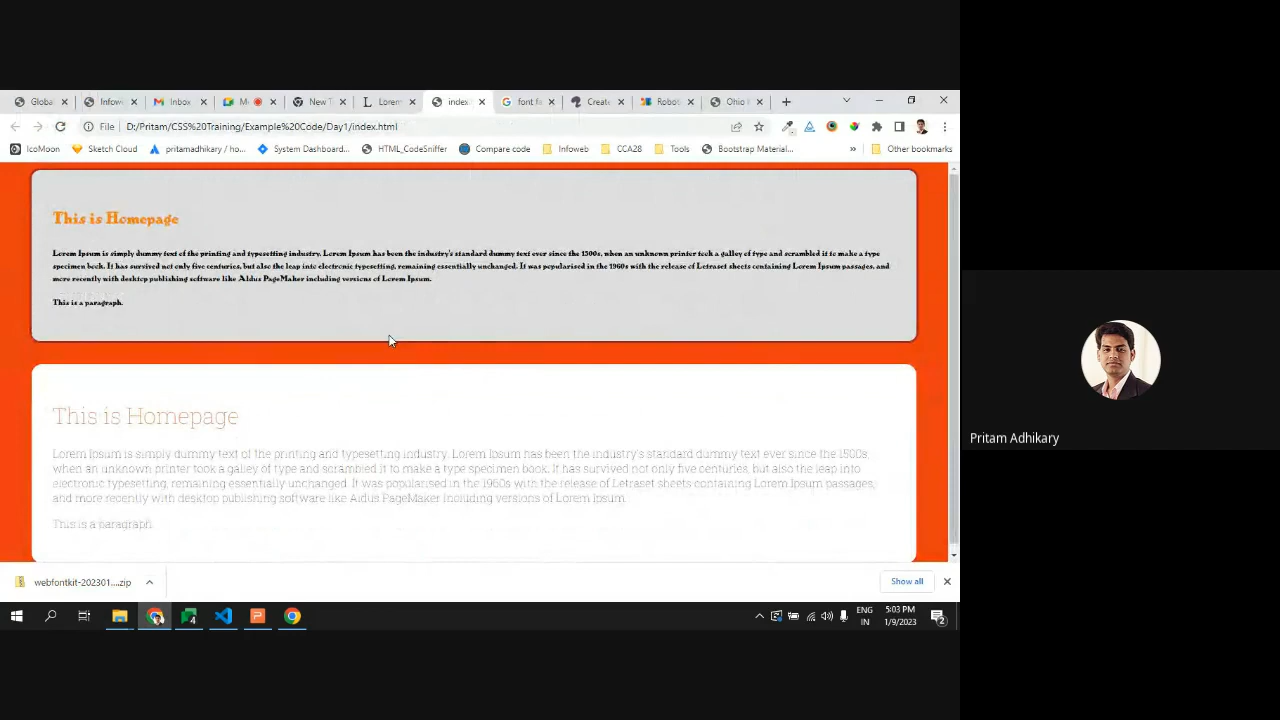 Globa
Infow
Inbox
M
New T
Lorem
index.
font f
Create
Roboto
Ohio
File D:/Pritam/CSS%20Training/Example%20Code/Day1/index.html
IcoMoon
Sketch Cloud
pritamadhikary / ho...
System Dashboard...
HTML_CodeSniffer
Compare code
Infoweb
CCA28
Tools
Bootstrap Material...
»
Other bookmarks
This is Homepage
Lorem Ipsum is simply dummy text of the printing and typesetting industry. Lorem Ipsum has been the industry's standard dummy text ever since the 1500s, when an unknown printer took a galley of type and scrambled it to make a type
specimen book. It has survived not only five centuries, but also the leap into electronic typesetting, remaining essentially unchanged. It was popularised in the 1960s with the release of Letraset sheets containing Lorem Ipsum passages, and
more recently with desktop publishing software like Aldus PageMaker including versions of Lorem Ipsum.
This is a paragraph.
This is Homepage
Lorem Ipsum is simply dummy text of the printing and typesetting industry. Lorem Ipsum has been the industry's standard dummy text ever since the 1500s,
when an unknown printer took a galley of type and scrambled it to make a type specimen book. It has survived not only five centuries, but also the leap into
electronic typesetting, remaining essentially unchanged. It was popularised in the 1960s with the release of Letraset sheets containing Lorem Ipsum passages,
and more recently with desktop publishing software like Aldus PageMaker including versions of Lorem Ipsum.
This is a paragraph.
Pritam Adhikary
webfontkit-202301....zip
Show all
ENG
IN
5:03 PM
1/9/2023
2